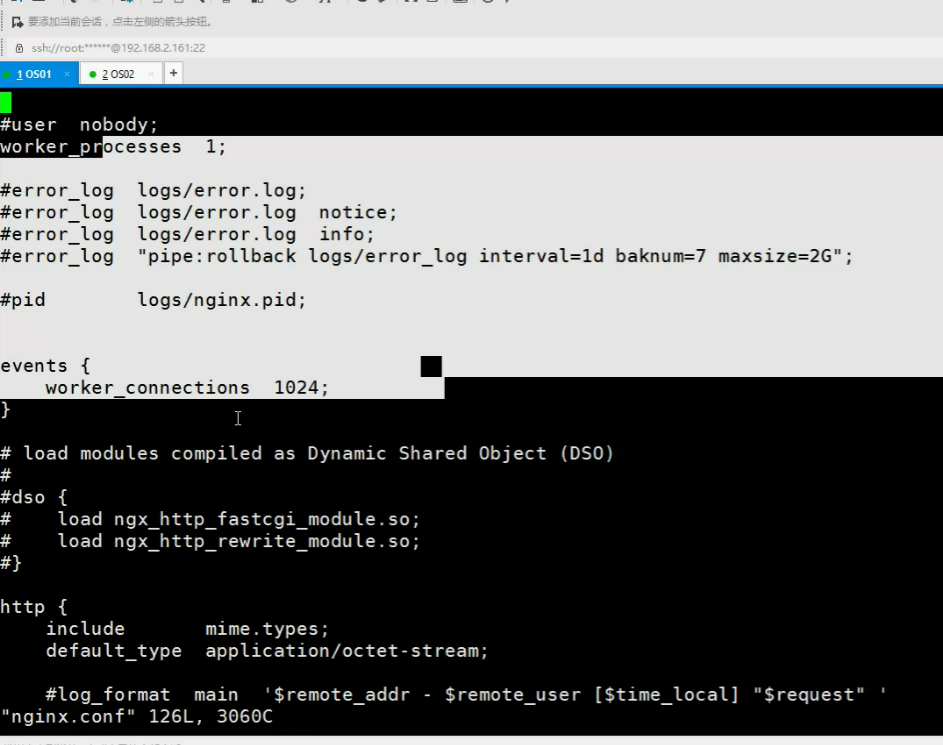 要添加当前会话，点击左侧的箭头按钮。
ssh://root:******@192.168.2.161:22
1 OS01 × 2 OS02 × +
#user  nobody;
worker_processes  1;
#error_log  logs/error.log;
#error_log  logs/error.log  notice;
#error_log  logs/error.log  info;
#error_log  "pipe:rollback logs/error_log interval=1d baknum=7 maxsize=2G";
#pid        logs/nginx.pid;
events {
    worker_connections  1024;
}
# load modules compiled as Dynamic Shared Object (DSO)
#
#dso {
#    load ngx_http_fastcgi_module.so;
#    load ngx_http_rewrite_module.so;
#}
http {
    include       mime.types;
    default_type  application/octet-stream;
    #log_format  main  '$remote_addr - $remote_user [$time_local] "$request" '
"nginx.conf" 126L, 3060C